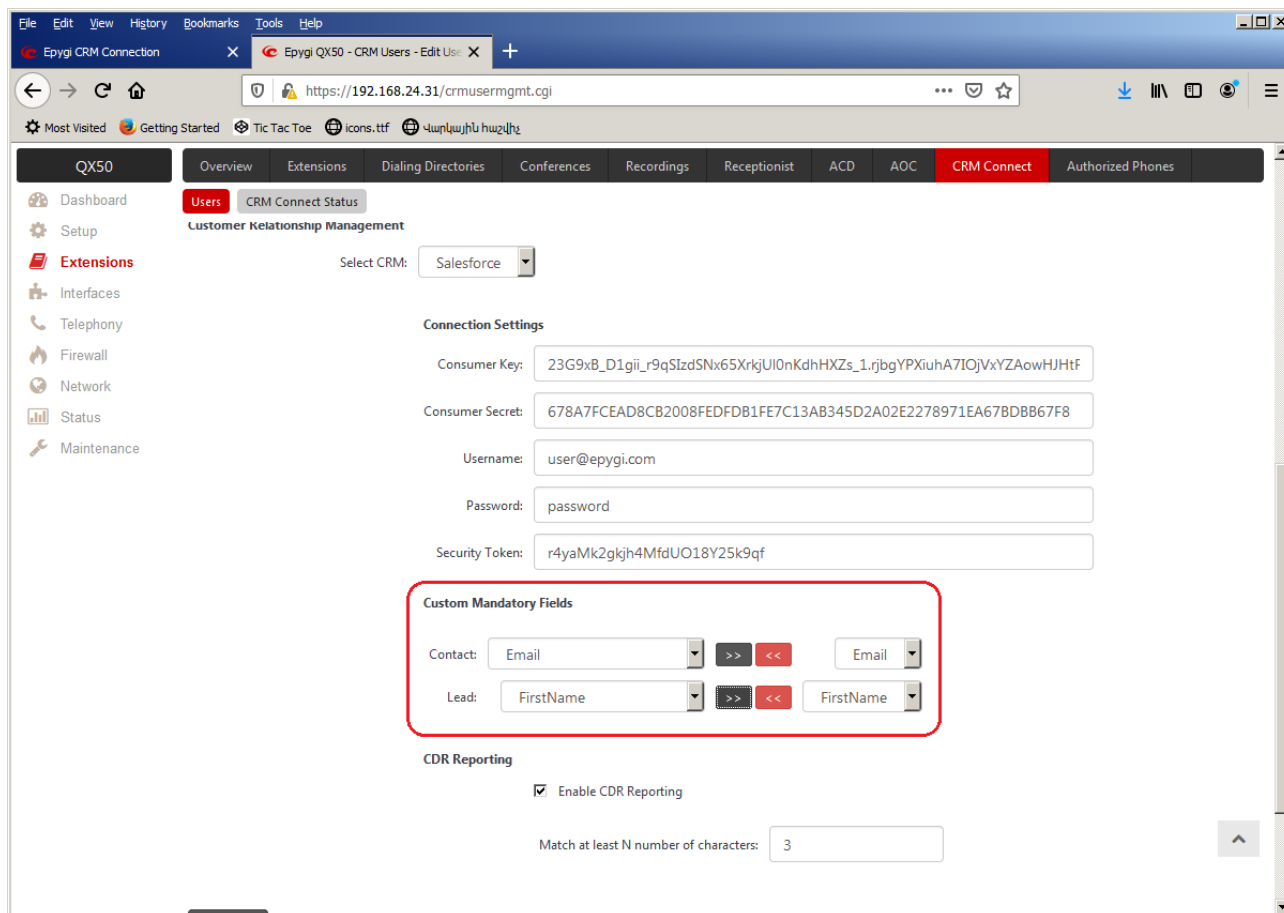 File Edit View History Bookmarks Tools Help
Epygi CRM Connection Epygi QX50 - CRM Users - Edit Use
https://192.168.24.31/crmusermgmt.cgi
Most Visited Getting Started Tic Tac Toe icons.ttf Վարկային հաշվիչ
QX50 Overview Extensions Dialing Directories Conferences Recordings Receptionist ACD AOC CRM Connect Authorized Phones
Dashboard
Setup
Extensions
Interfaces
Telephony
Firewall
Network
Status
Maintenance
Users CRM Connect Status
Customer Relationship Management
Select CRM: Salesforce
Connection Settings
Consumer Key: 23G9xB_D1gii_r9qSIzdSNx65XrkjUl0nKdhHXZs_1.rjbgYPXiuhA7IOjVxYZAowHJHtF
Consumer Secret: 678A7FCEAD8CB2008FEDFDB1FE7C13AB345D2A02E2278971EA67BDBB67F8
Username: user@epygi.com
Password: password
Security Token: r4yaMk2gkjh4MfdUO18Y25k9qf
Custom Mandatory Fields
Contact: Email >> << Email
Lead: FirstName >> << FirstName
CDR Reporting
Enable CDR Reporting
Match at least N number of characters: 3